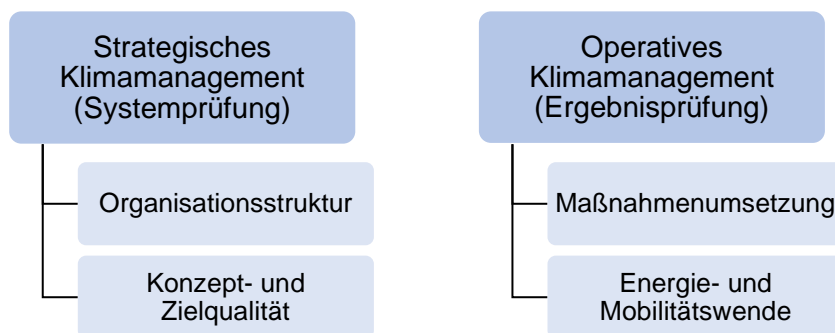 Strategisches
Klimamanagement
(Systemprüfung)
Organisationsstruktur
Konzept- und
Zielqualität
Operatives
Klimamanagement
(Ergebnisprüfung)
Maßnahmenumsetzung
Energie- und
Mobilitätswende